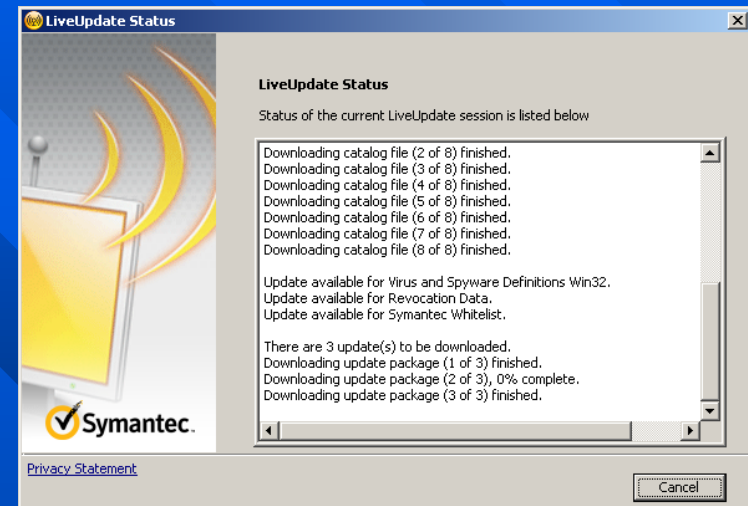 LiveUpdate Status
LiveUpdate Status
Status of the current LiveUpdate session is listed below
Downloading catalog file (2 of 8) finished.
Downloading catalog file (3 of 8) finished.
Downloading catalog file (4 of 8) finished.
Downloading catalog file (5 of 8) finished.
Downloading catalog file (6 of 8) finished.
Downloading catalog file (7 of 8) finished.
Downloading catalog file (8 of 8) finished.
Update available for Virus and Spyware Definitions Win32.
Update available for Revocation Data.
Update available for Symantec Whitelist.
There are 3 update(s) to be downloaded.
Downloading update package (1 of 3) finished.
Downloading update package (2 of 3), 0% complete.
Downloading update package (3 of 3) finished.
Symantec.
Privacy Statement
Cancel